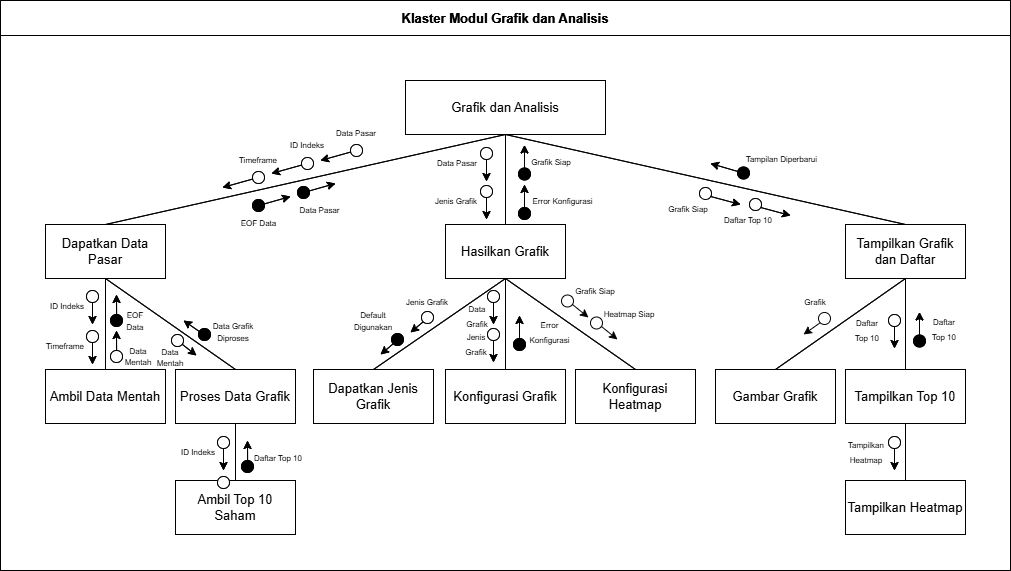 Klaster Modul Grafik dan Analisis
Grafik dan Analisis
Data Pasar
ID Indeks
Timeframe
EOF Data
Data Pasar
Data Pasar
Jenis Grafik
Grafik Siap
Error Konfigurasi
Tampilan Diperbarui
Grafik Siap
Daftar Top 10
Dapatkan Data
Pasar
Hasilkan Grafik
Tampilkan Grafik
dan Daftar
ID Indeks
Timeframe
EOF
Data
Data
Mentah
Data
Mentah
Data Grafik
Diproses
Jenis Grafik
Default
Digunakan
Data
Grafik
Jenis
Grafik
Error
Konfigurasi
Grafik Siap
Heatmap Siap
Grafik
Daftar
Top 10
Daftar
Top 10
Ambil Data Mentah
Proses Data Grafik
Dapatkan Jenis
Grafik
Konfigurasi Grafik
Konfigurasi
Heatmap
Gambar Grafik
Tampilkan Top 10
ID Indeks
Daftar Top 10
Tampilkan
Heatmap
Ambil Top 10
Saham
Tampilkan Heatmap